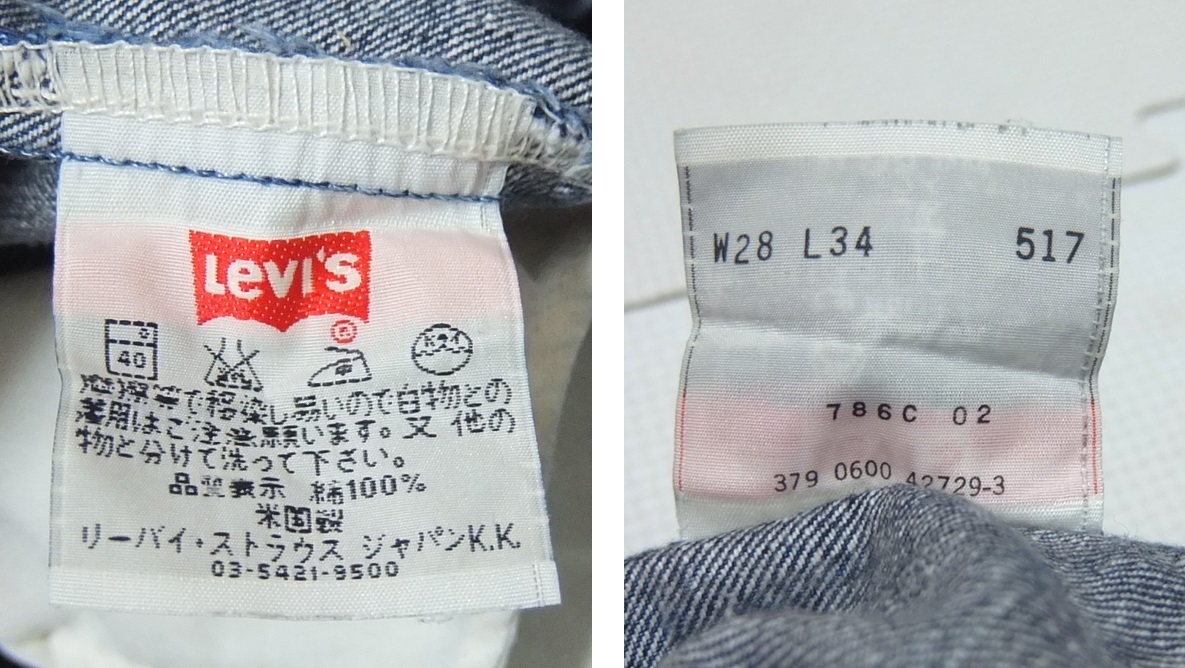 LEVI'S
®
40
摩擦等で移染し易いので白物との
着用はご注意願います。又 他の
物と分けて洗って下さい。
品質表示 綿100%
米国製
リーバイ・ストラウス ジャパンK.K.
03-5421-9500
W28 L34 517
786C 02
379 0600 42729-3